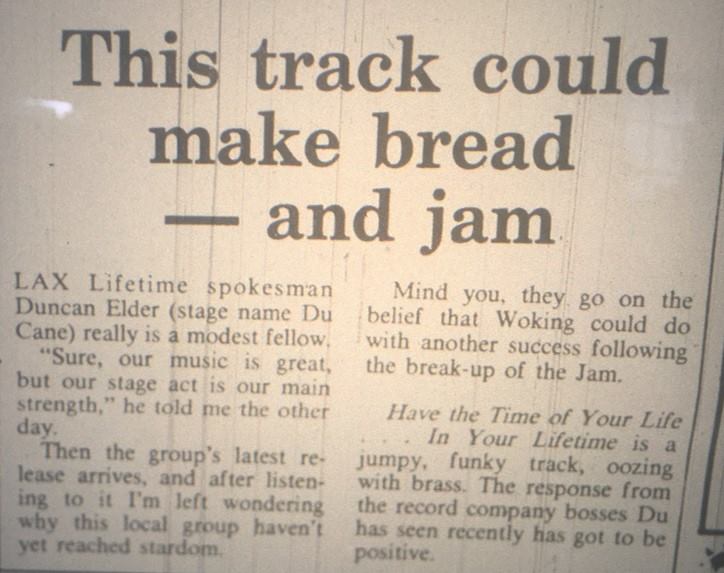 This track could
make bread
— and jam
LAX Lifetime spokesman
Duncan Elder (stage name Du
Cane) really is a modest fellow.
"Sure, our music is great,
but our stage act is our main
strength," he told me the other
day.
Then the group's latest re-
lease arrives, and after listen-
ing to it I'm left wondering
why this local group haven't
yet reached stardom.
Mind you, they go on the
belief that Woking could do
with another success following
the break-up of the Jam.
Have the Time of Your Life
. . . . In Your Lifetime is a
jumpy, funky track, oozing
with brass. The response from
the record company bosses Du
has seen recently has got to be
positive.